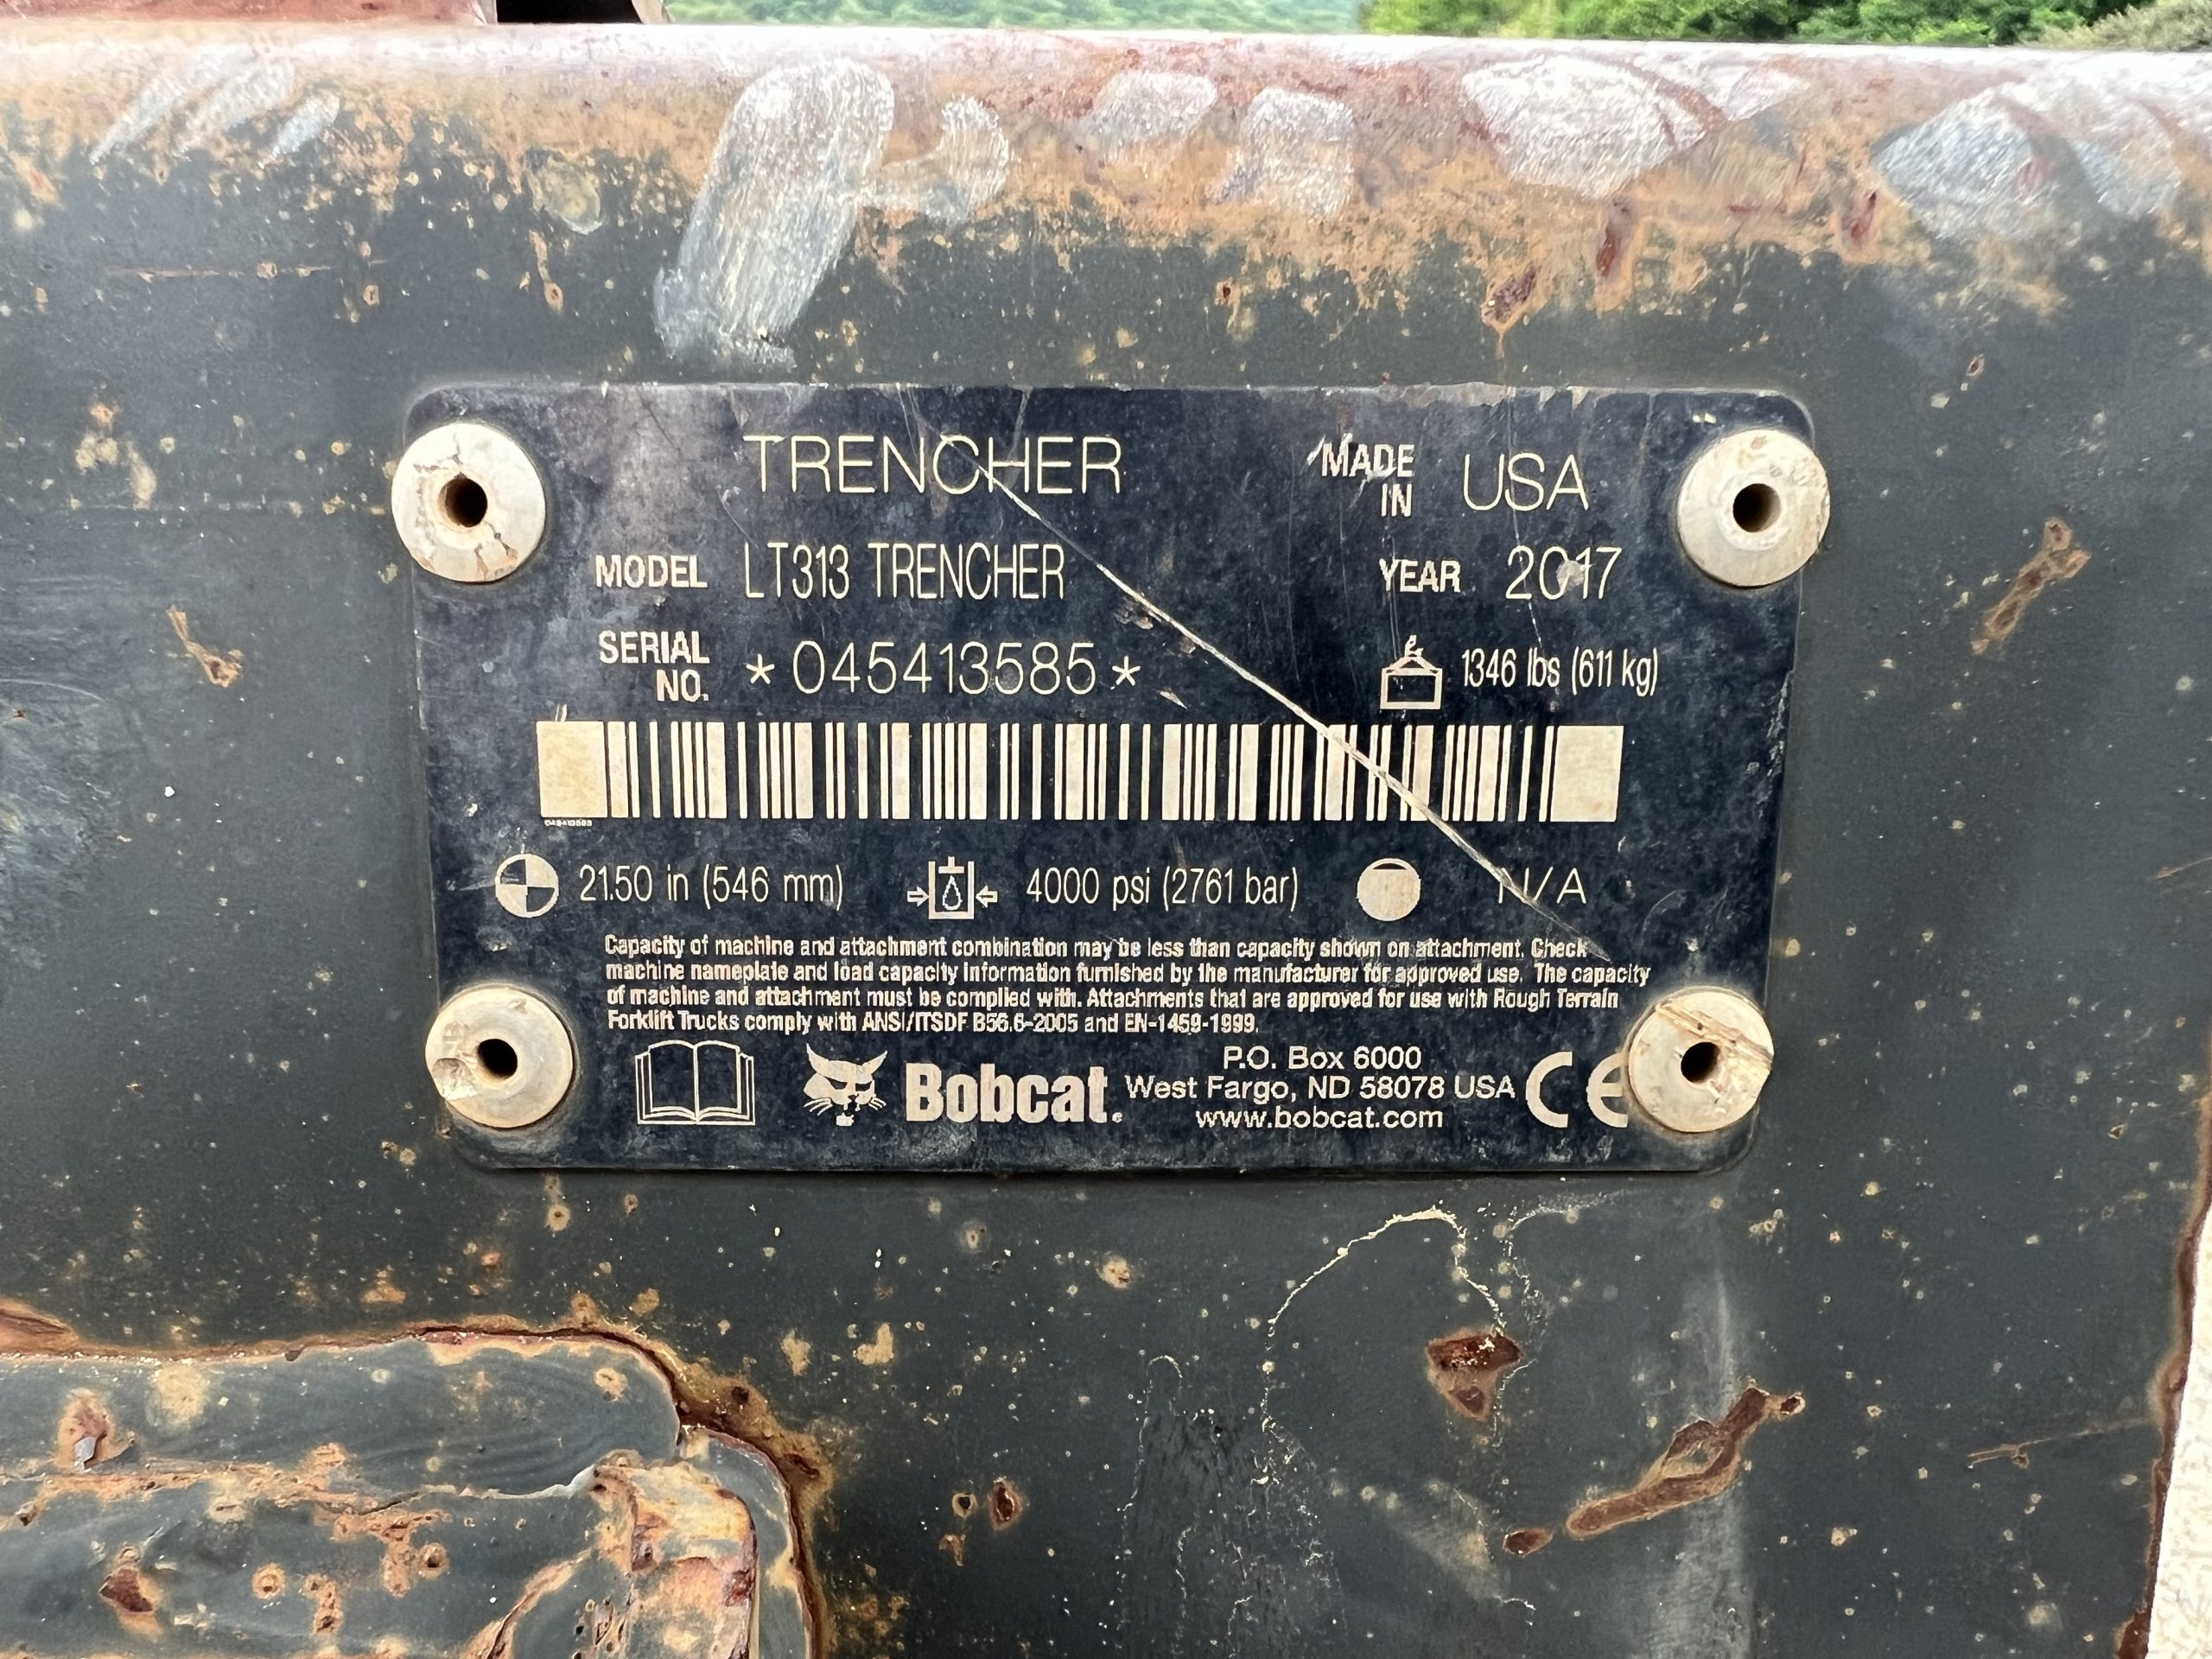 TRENCHER MADE IN USA
MODEL LT313 TRENCHER YEAR 2017
SERIAL NO. *045413585* 1346 lbs (611 kg)
045413585
21.50 in (546 mm) 4000 psi (2761 bar) N/A
Capacity of machine and attachment combination may be less than capacity shown on attachment. Check
machine nameplate and load capacity information furnished by the manufacturer for approved use. The capacity
of machine and attachment must be complied with. Attachments that are approved for use with Rough Terrain
Forklift Trucks comply with ANSI/ITSDF B56.6-2005 and EN-1459-1999.
Bobcat.
P.O. Box 6000
West Fargo, ND 58078 USA
www.bobcat.com
CE